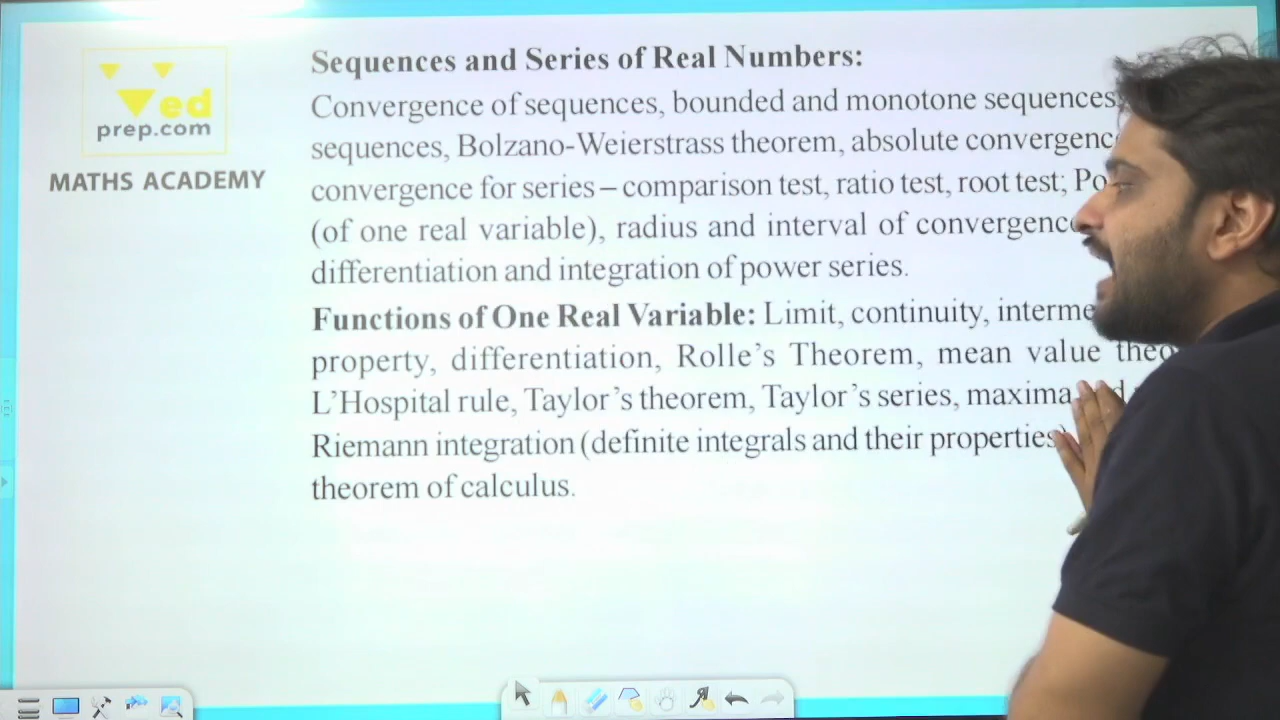 ved
prep.com
MATHS ACADEMY
Sequences and Series of Real Numbers:
Convergence of sequences, bounded and monotone sequences,
sequences, Bolzano-Weierstrass theorem, absolute convergenc
convergence for series – comparison test, ratio test, root test; Po
(of one real variable), radius and interval of convergenc
differentiation and integration of power series.
Functions of One Real Variable: Limit, continuity, interme
property, differentiation, Rolle's Theorem, mean value theo
L'Hospital rule, Taylor's theorem, Taylor's series, maxima
Riemann integration (definite integrals and their properties)
theorem of calculus.